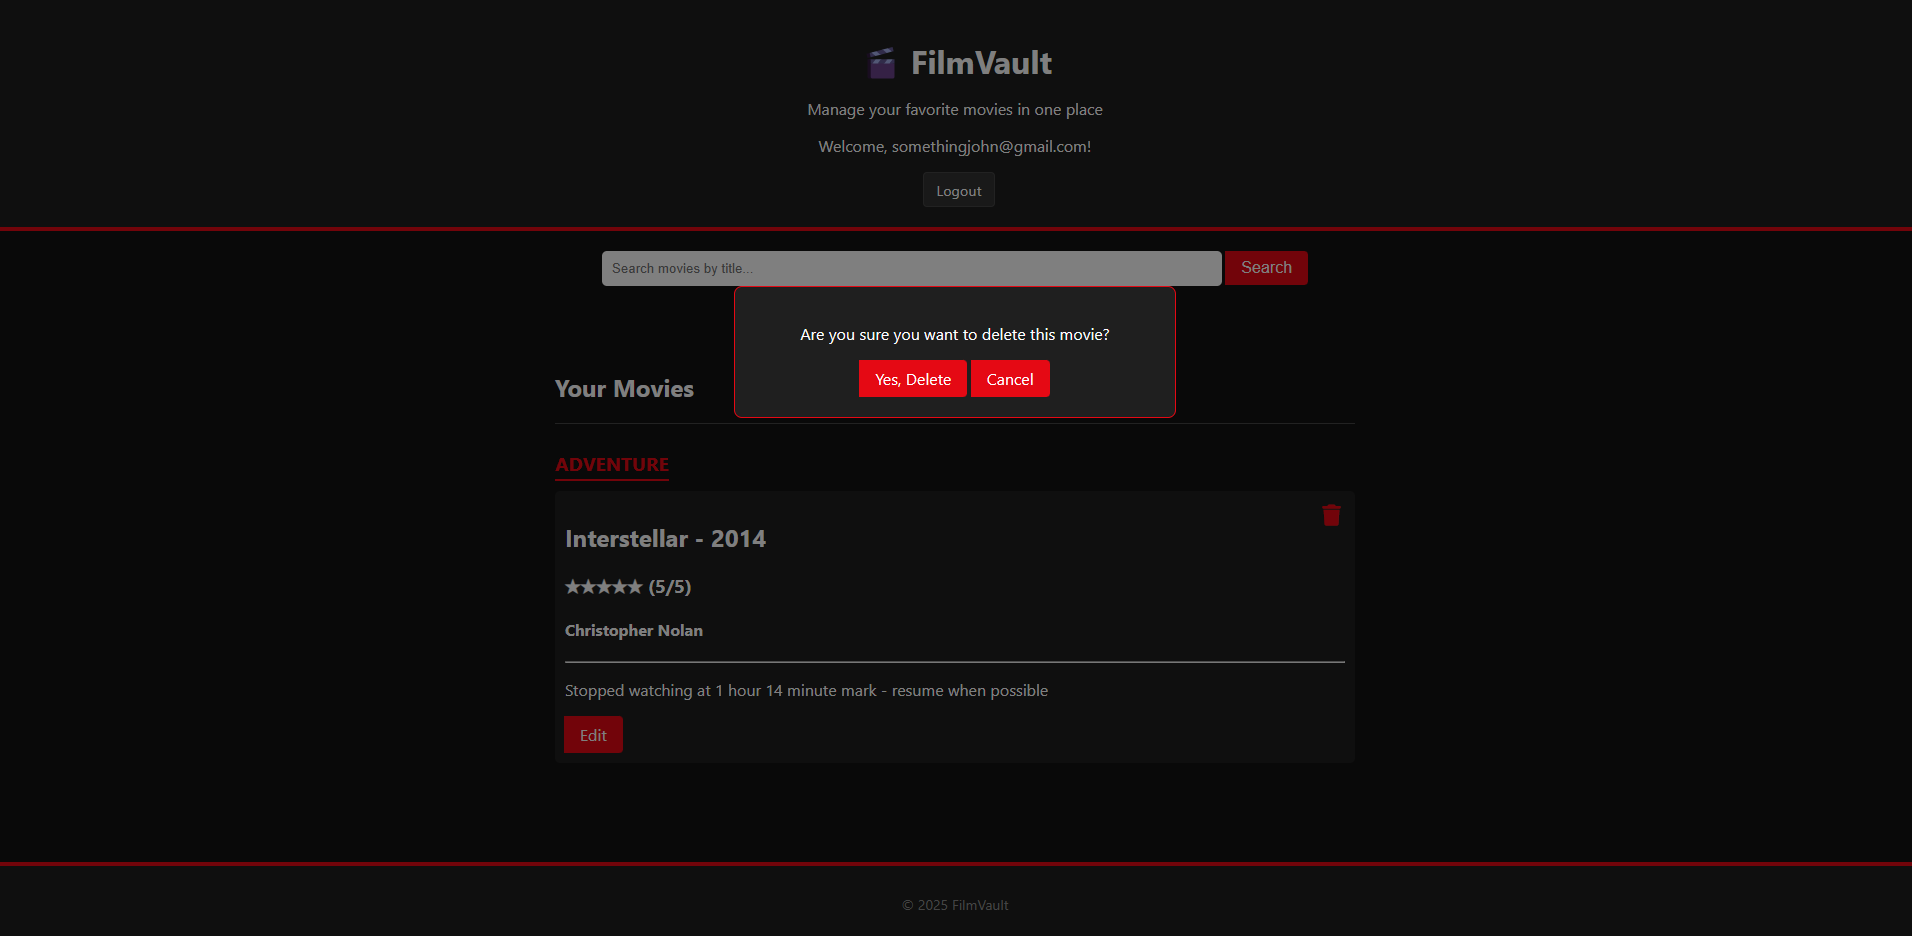 FilmVault
Manage your favorite movies in one place
Welcome, somethingjohn@gmail.com!
Logout
Search movies by title...
Search
Are you sure you want to delete this movie?
Yes, Delete
Cancel
Your Movies
ADVENTURE
Interstellar - 2014
★★★★★ (5/5)
Christopher Nolan
Stopped watching at 1 hour 14 minute mark - resume when possible
Edit
© 2025 FilmVault